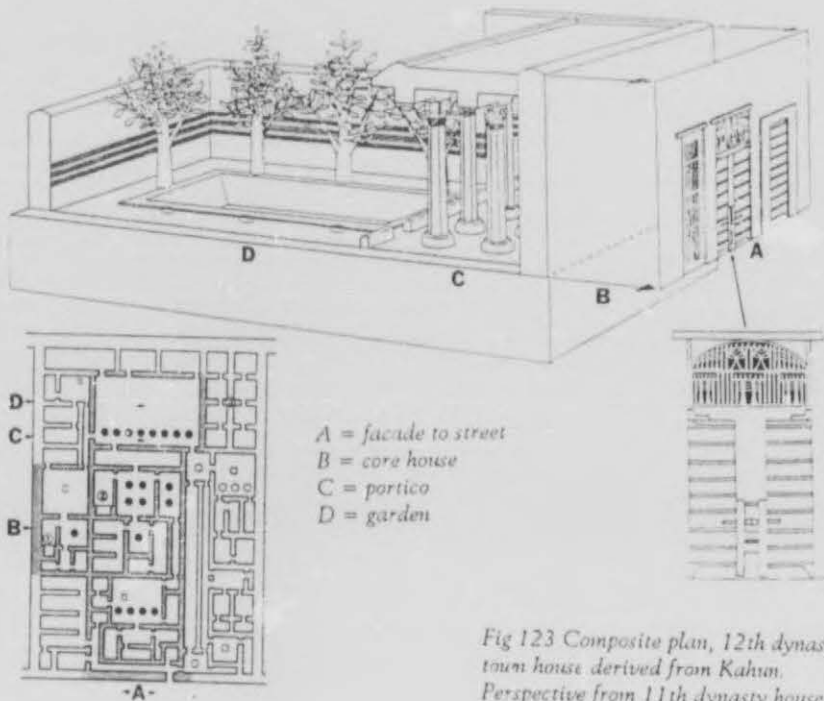 D
C
B
A
D
C
B
-A-
A = facade to street
B = core house
C = portico
D = garden
Fig 123 Composite plan, 12th dynas
town house derived from Kahun.
Perspective from 11th dynasty house